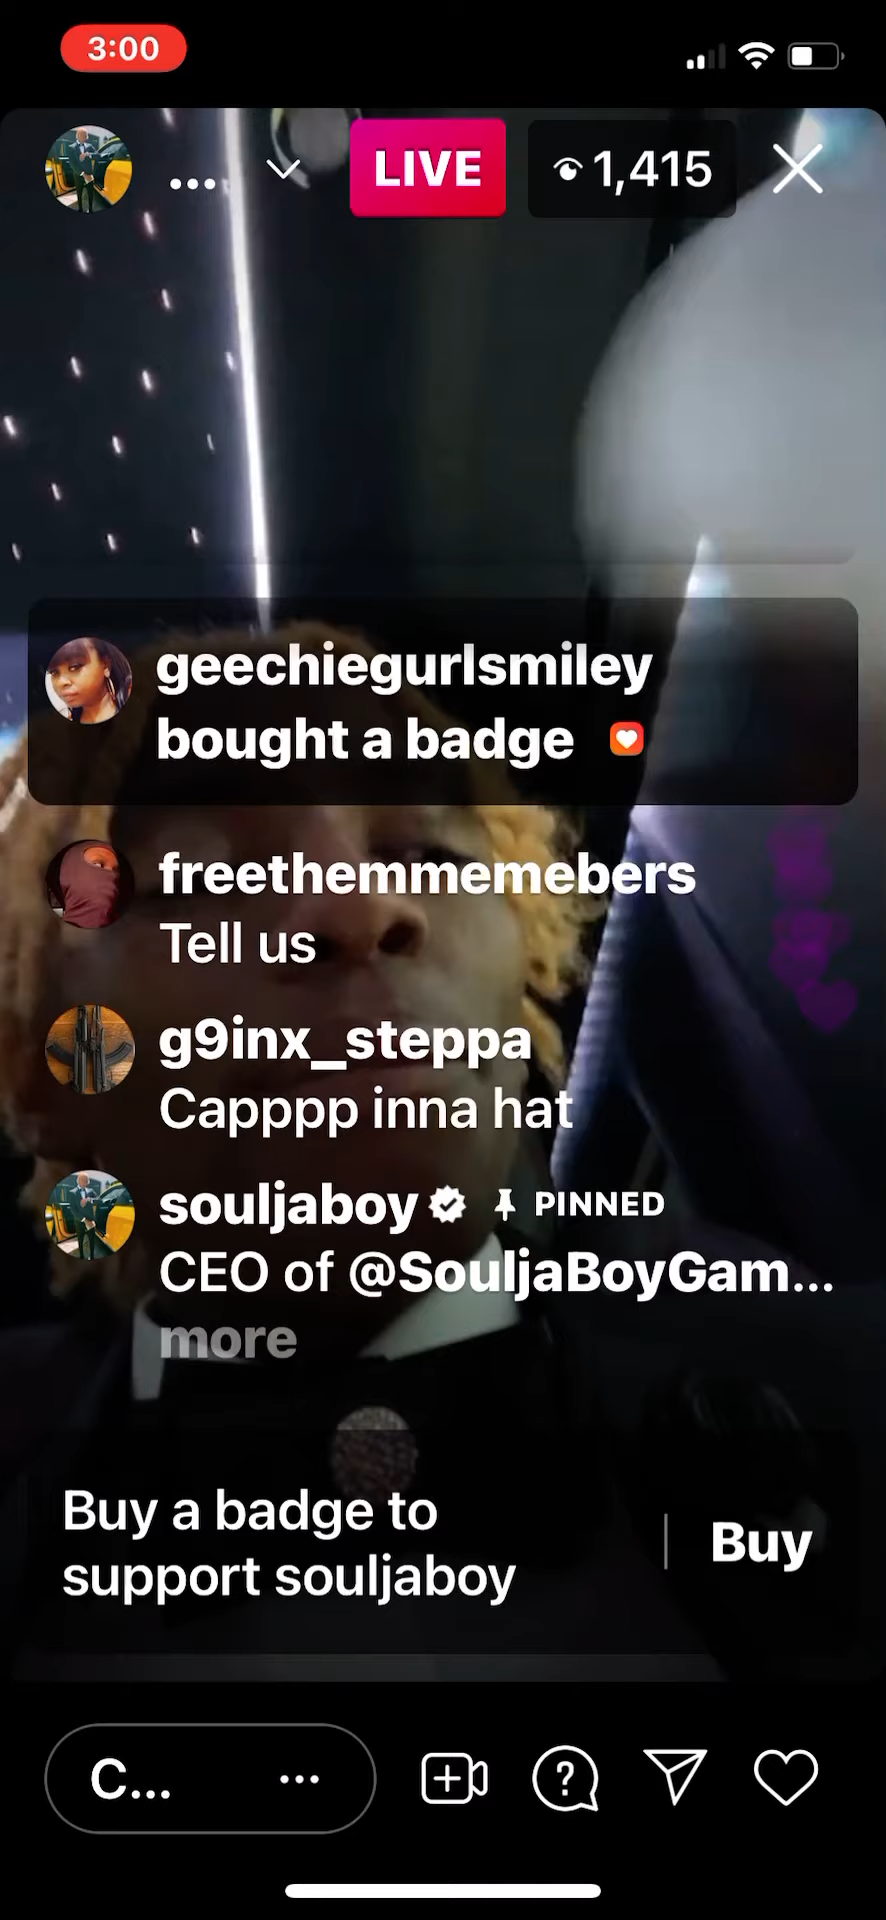 3:00
... LIVE 1,415
geechiegurlsmiley
bought a badge
freethemmemebers
Tell us
g9inx_steppa
Capppp inna hat
souljaboy PINNED
CEO of @SouljaBoyGam...
more
Buy a badge to
support souljaboy
Buy
C... ...